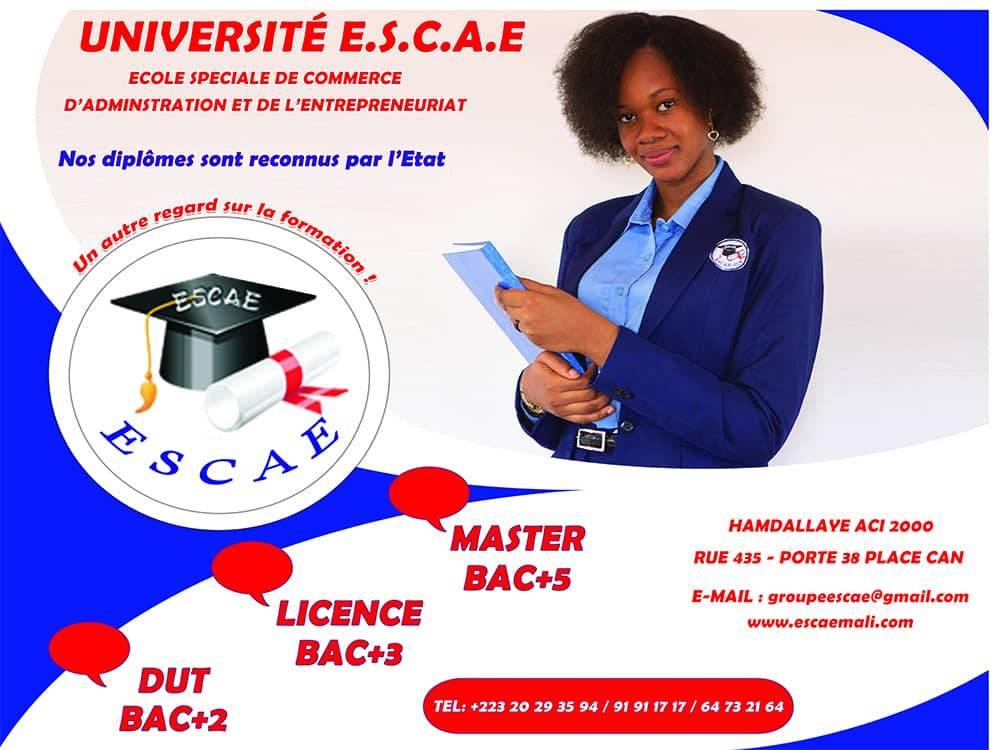 UNIVERSITÉ E.S.C.A.E
ECOLE SPECIALE DE COMMERCE
D'ADMINSTRATION ET DE L'ENTREPRENEURIAT
Nos diplômes sont reconnus par l'Etat
Un autre regard sur la formation !
ESCAE
ESCAE
MASTER
BAC+5
LICENCE
BAC+3
DUT
BAC+2
HAMDALLAYE ACI 2000
RUE 435 - PORTE 38 PLACE CAN
E-MAIL : groupeescae@gmail.com
www.escaemali.com
TEL: +223 20 29 35 94 / 91 91 17 17 / 64 73 21 64